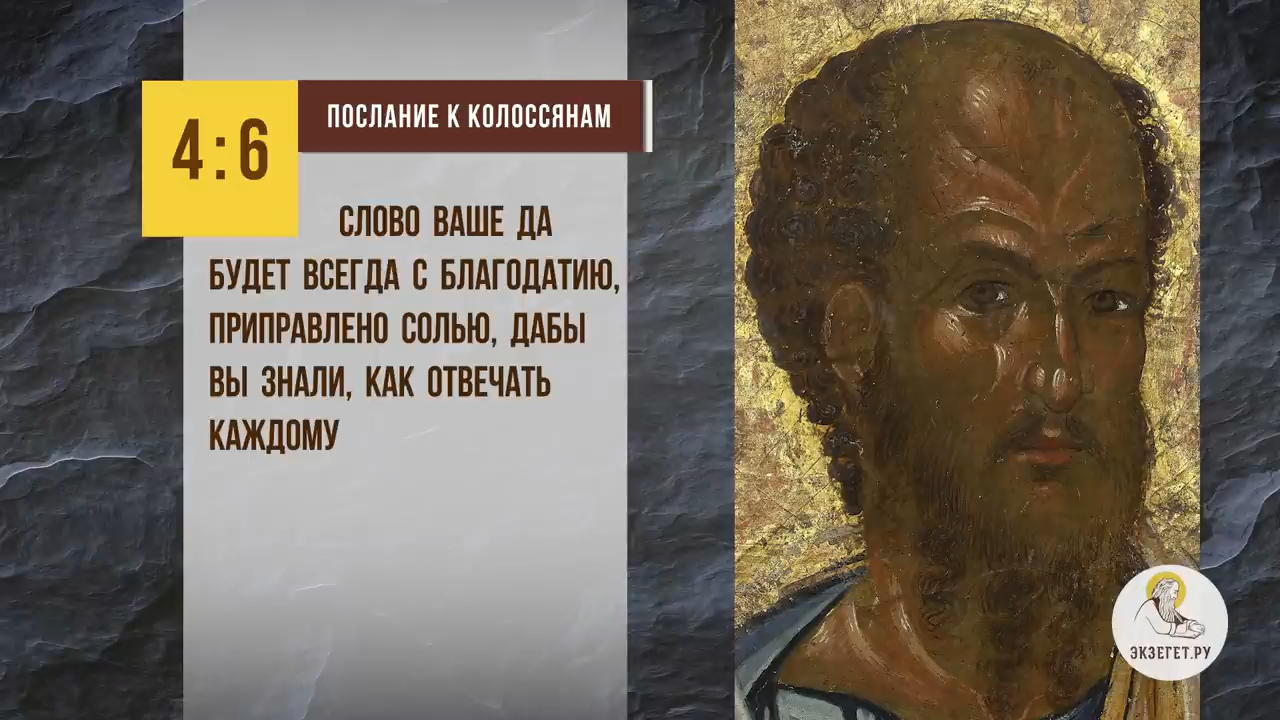 4:6
ПОСЛАНИЕ К КОЛОССЯНАМ
СЛОВО ВАШЕ ДА
БУДЕТ ВСЕГДА С БЛАГОДАТИЮ,
ПРИПРАВЛЕНО СОЛЬЮ, ДАБЫ
ВЫ ЗНАЛИ, КАК ОТВЕЧАТЬ
КАЖДОМУ
ЭКЗЕГЕТ.РУ